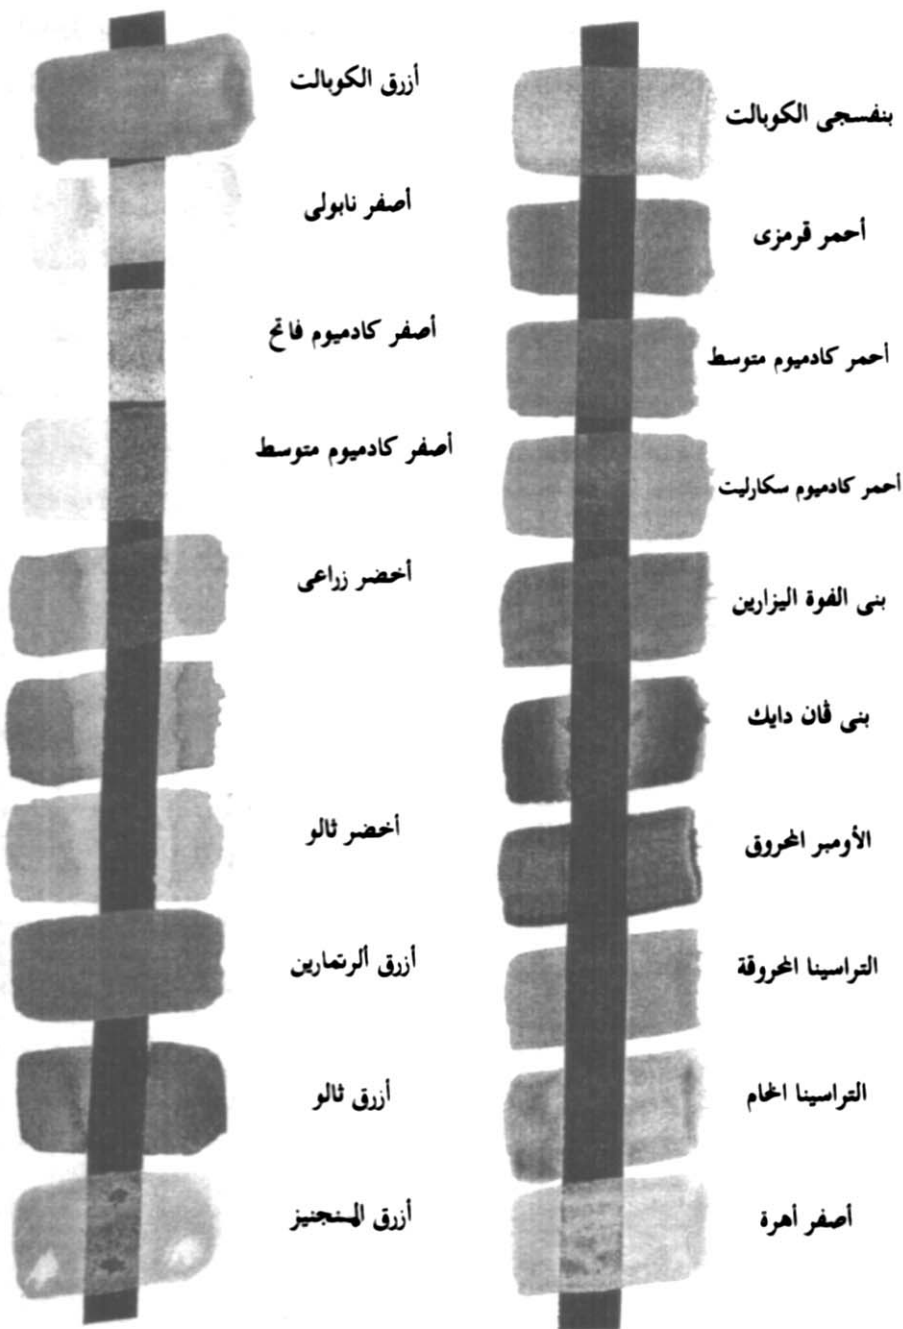 بنفسجى الكوبالت
أحمر قرمزى
أحمر كادميوم متوسط
أحمر كادميوم سكارليت
بنى الفوة اليزارين
بنى ڤان دايك
الأومبر المحروق
التراسينا المحروقة
التراسينا الخام
أصفر أهرة
أزرق الكوبالت
أصفر نابولى
أصفر كادميوم فاتح
أصفر كادميوم متوسط
أخضر زراعى
أخضر ثالو
أزرق ألرتمارين
أزرق ثالو
أزرق المنجنيز